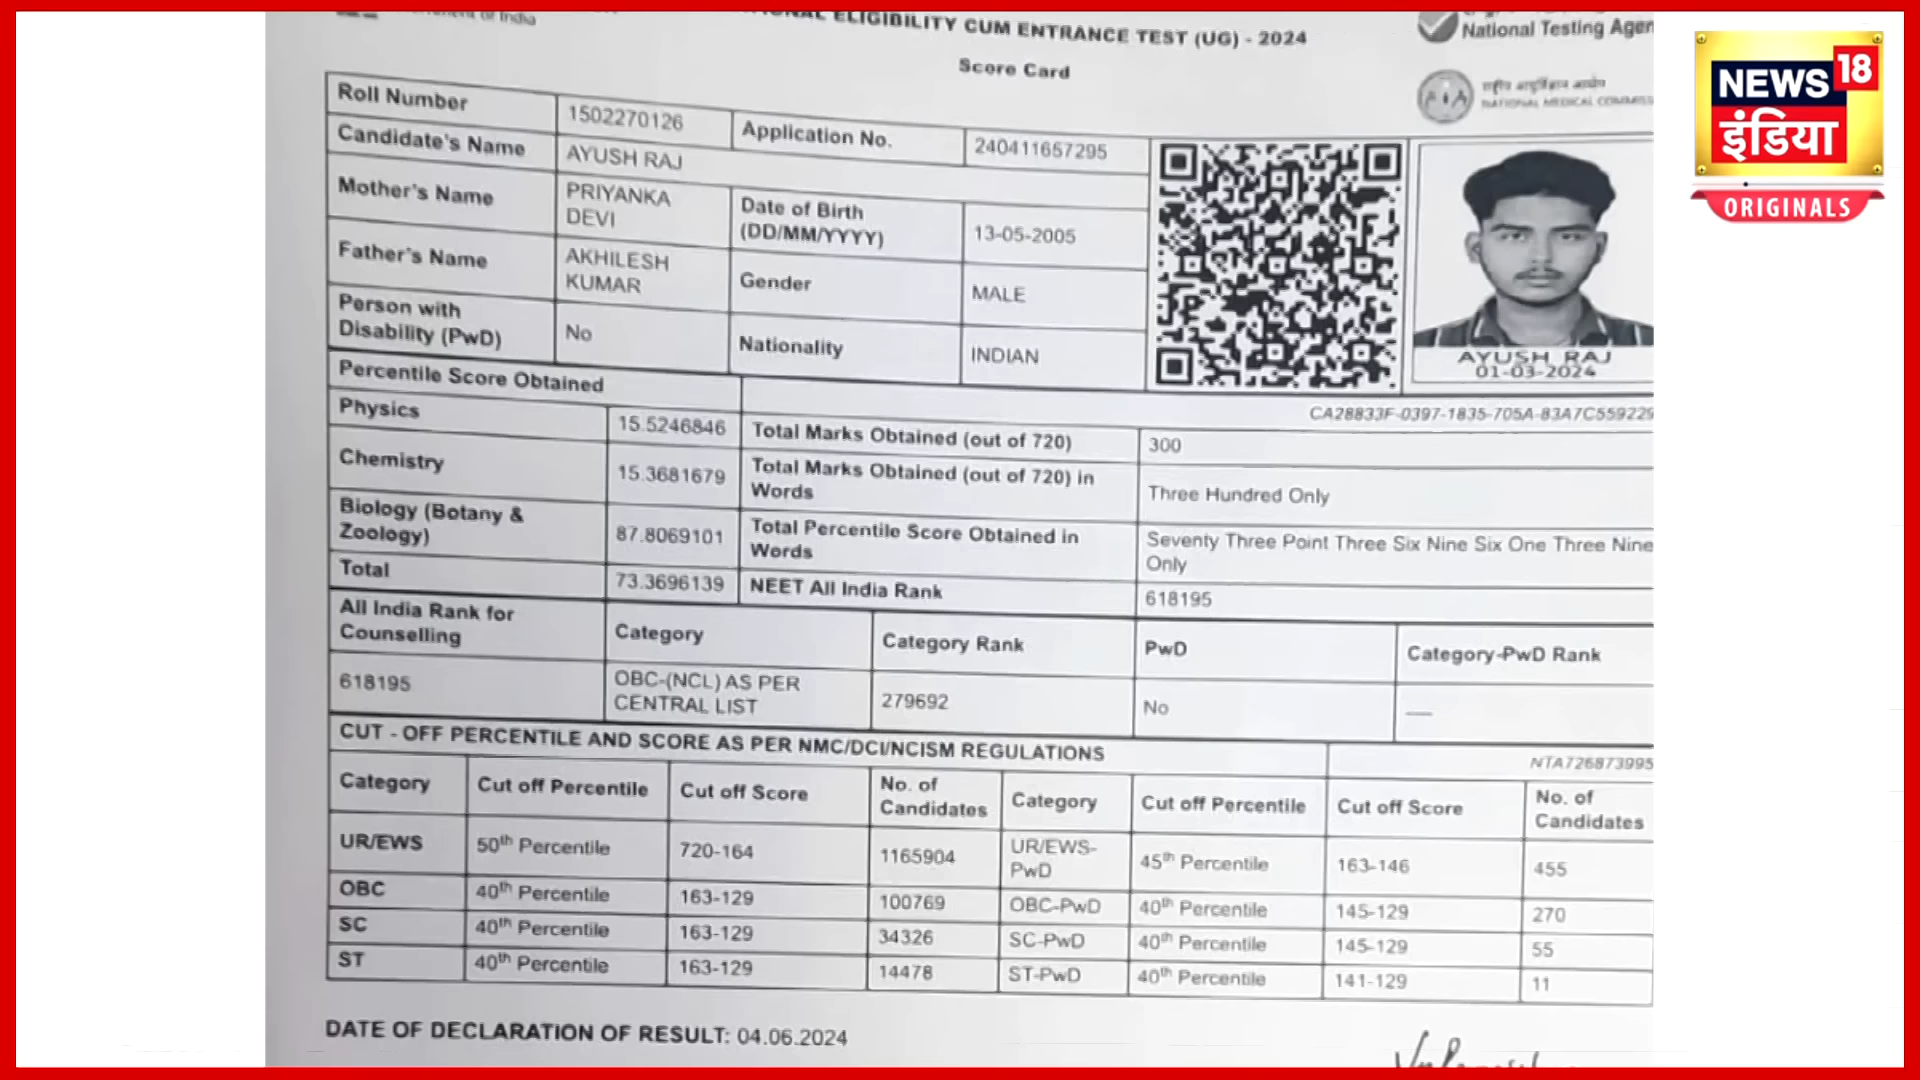 ELIGIBILITY CUM ENTRANCE TEST (UG) - 2024
Score Card
National Testing Agen
NATIONAL MEDICAL COMMISS
NEWS 18
इंडिया
ORIGINALS
Roll Number 1502270126 Application No. 240411657295
Candidate's Name AYUSH RAJ
Mother's Name PRIYANKA DEVI Date of Birth (DD/MM/YYYY) 13-05-2005
Father's Name AKHILESH KUMAR Gender MALE
Person with Disability (PwD) No Nationality INDIAN
AYUSH RAJ
01-03-2024
Percentile Score Obtained
CA28833F-0397-1835-705A-83A7C559229
Physics 15.5246846 Total Marks Obtained (out of 720) 300
Chemistry 15.3681679 Total Marks Obtained (out of 720) in Words Three Hundred Only
Biology (Botany & Zoology) 87.8069101 Total Percentile Score Obtained in Words Seventy Three Point Three Six Nine Six One Three Nine Only
Total 73.3696139 NEET All India Rank 618195
All India Rank for Counselling Category Category Rank PwD Category-PwD Rank
618195 OBC-(NCL) AS PER CENTRAL LIST 279692 No —
CUT - OFF PERCENTILE AND SCORE AS PER NMC/DCI/NCISM REGULATIONS
NTA726873995
Category Cut off Percentile Cut off Score No. of Candidates Category Cut off Percentile Cut off Score No. of Candidates
UR/EWS 50th Percentile 720-164 1165904 UR/EWS-PwD 45th Percentile 163-146 455
OBC 40th Percentile 163-129 100769 OBC-PwD 40th Percentile 145-129 270
SC 40th Percentile 163-129 34326 SC-PwD 40th Percentile 145-129 55
ST 40th Percentile 163-129 14478 ST-PwD 40th Percentile 141-129 11
DATE OF DECLARATION OF RESULT: 04.06.2024